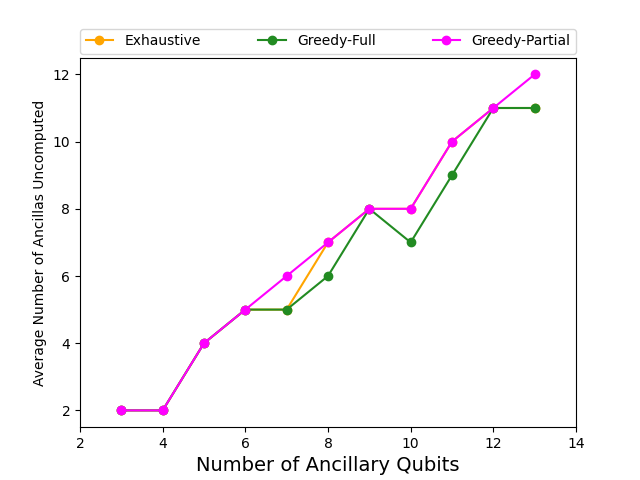 Exhaustive Greedy-Full Greedy-Partial
Average Number of Ancillas Uncomputed
12
10
8
6
4
2
2 4 6 8 10 12 14
Number of Ancillary Qubits